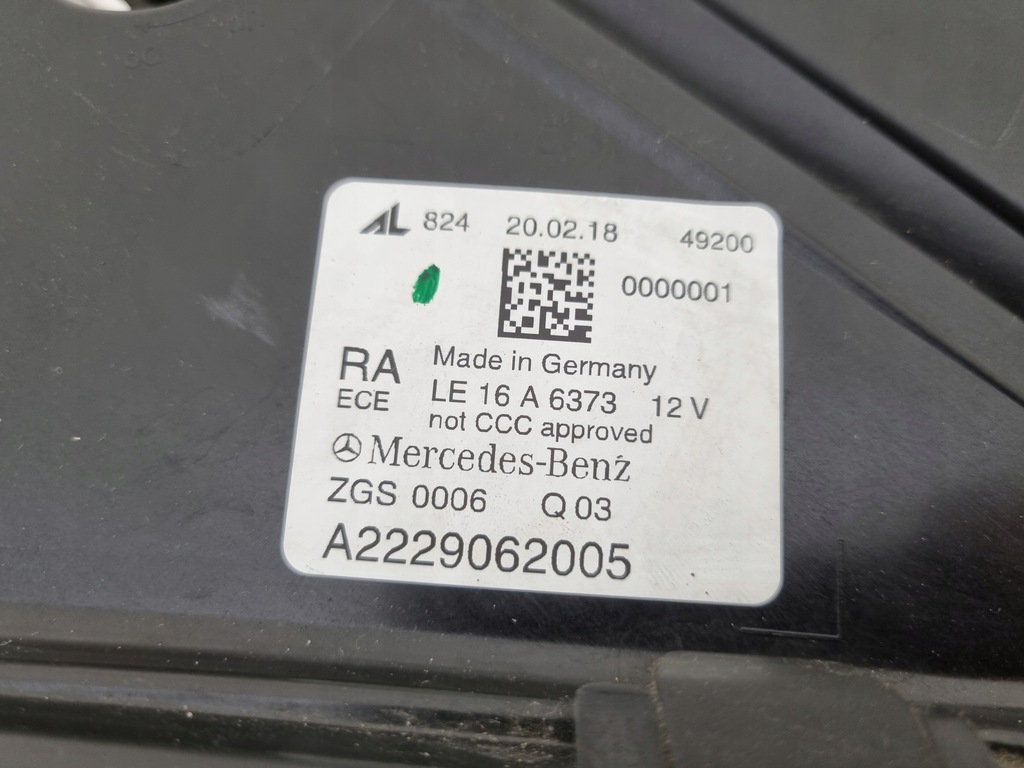 AL 824 20.02.18 49200
0000001
RA Made in Germany
ECE LE 16 A 6373 12 V
not CCC approved
Mercedes-Benz
ZGS 0006 Q 03
A2229062005